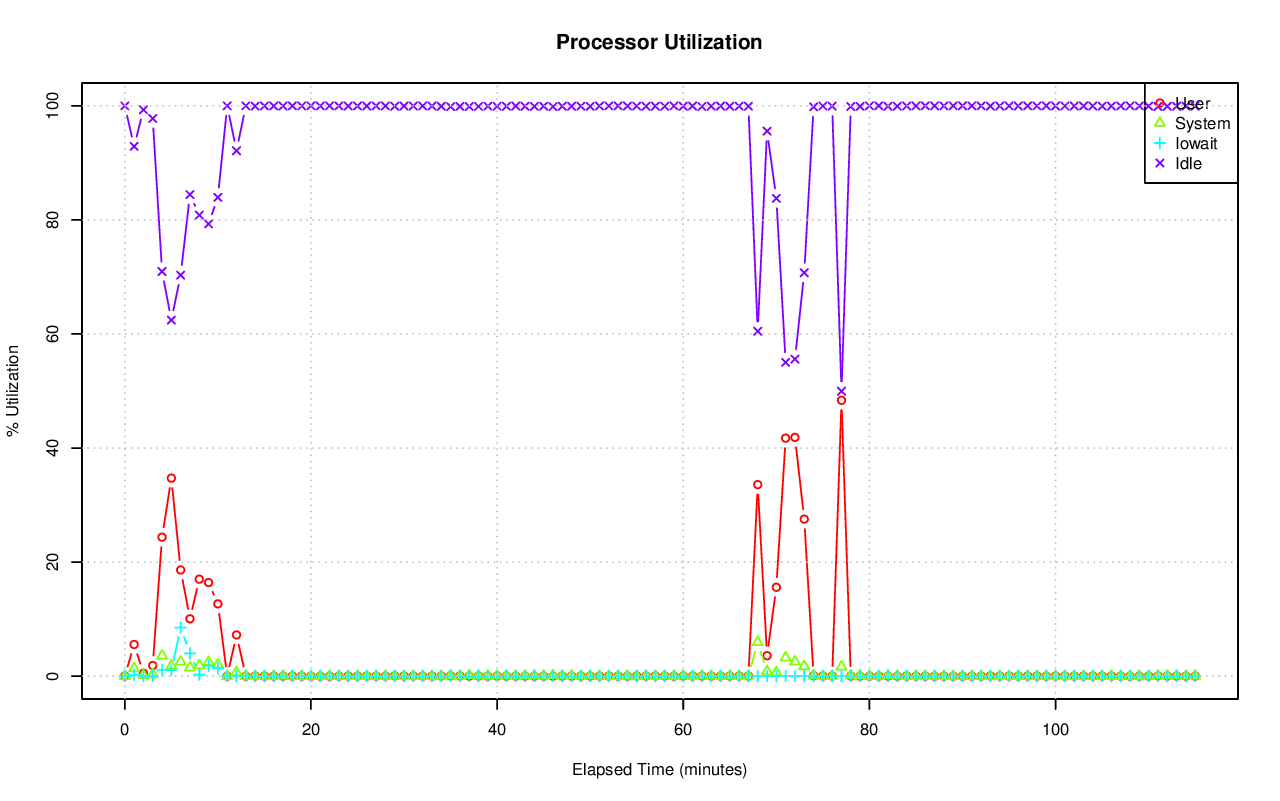 Processor Utilization
100
80
60
40
20
0
% Utilization
User
System
Iowait
Idle
0 20 40 60 80 100
Elapsed Time (minutes)